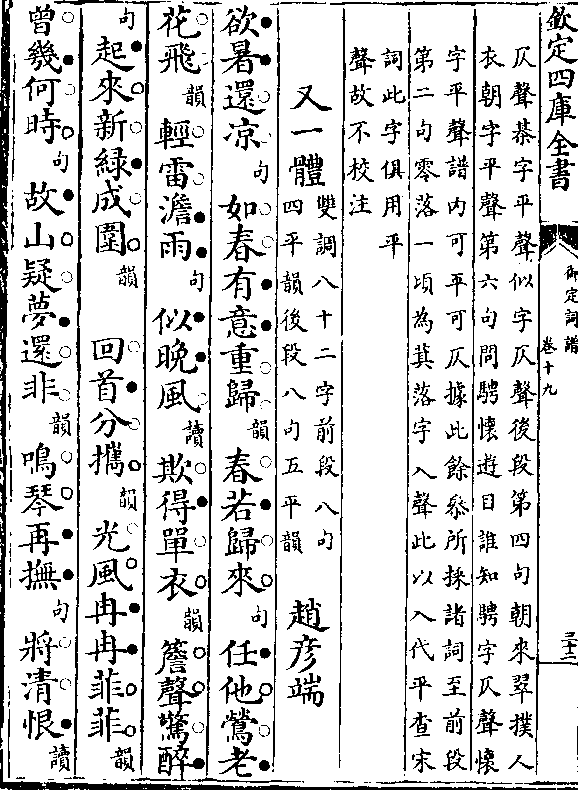 欽定四庫全書
御定詞譜
卷十九
三十二
仄聲棊字平聲似字仄聲後段第四句朝來翠撲人
衣朝字平聲第六句問騁懷遊目誰知騁字仄聲懷
字平聲譜内可平可仄據此餘叅所採諸詞至前段
第二句零落一頃為萁落字入聲此以入代平查宋
詞此字俱用平
聲故不校注
又一體 雙調八十二字前段八句
四平韻後段八句五平韻 趙彥端
欲暑還凉句如春有意重歸韻春若歸來句任他鶯老
花飛韻輕雷澹雨句似晚風讀欺得單衣韻簷聲驚醉
句起來新綠成圍韻 回首分攜韻光風冉冉菲菲韻
曾幾何時句故山疑夢還非韻鳴琴再撫句將清恨讀